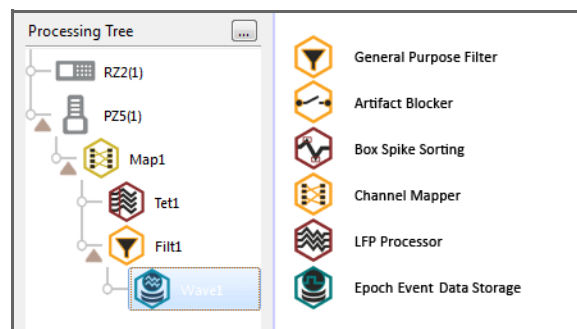 Processing Tree
...
RZ2(1)
PZ5(1)
Map1
Tet1
Filt1
Wave1
General Purpose Filter
Artifact Blocker
Box Spike Sorting
Channel Mapper
LFP Processor
Epoch Event Data Storage